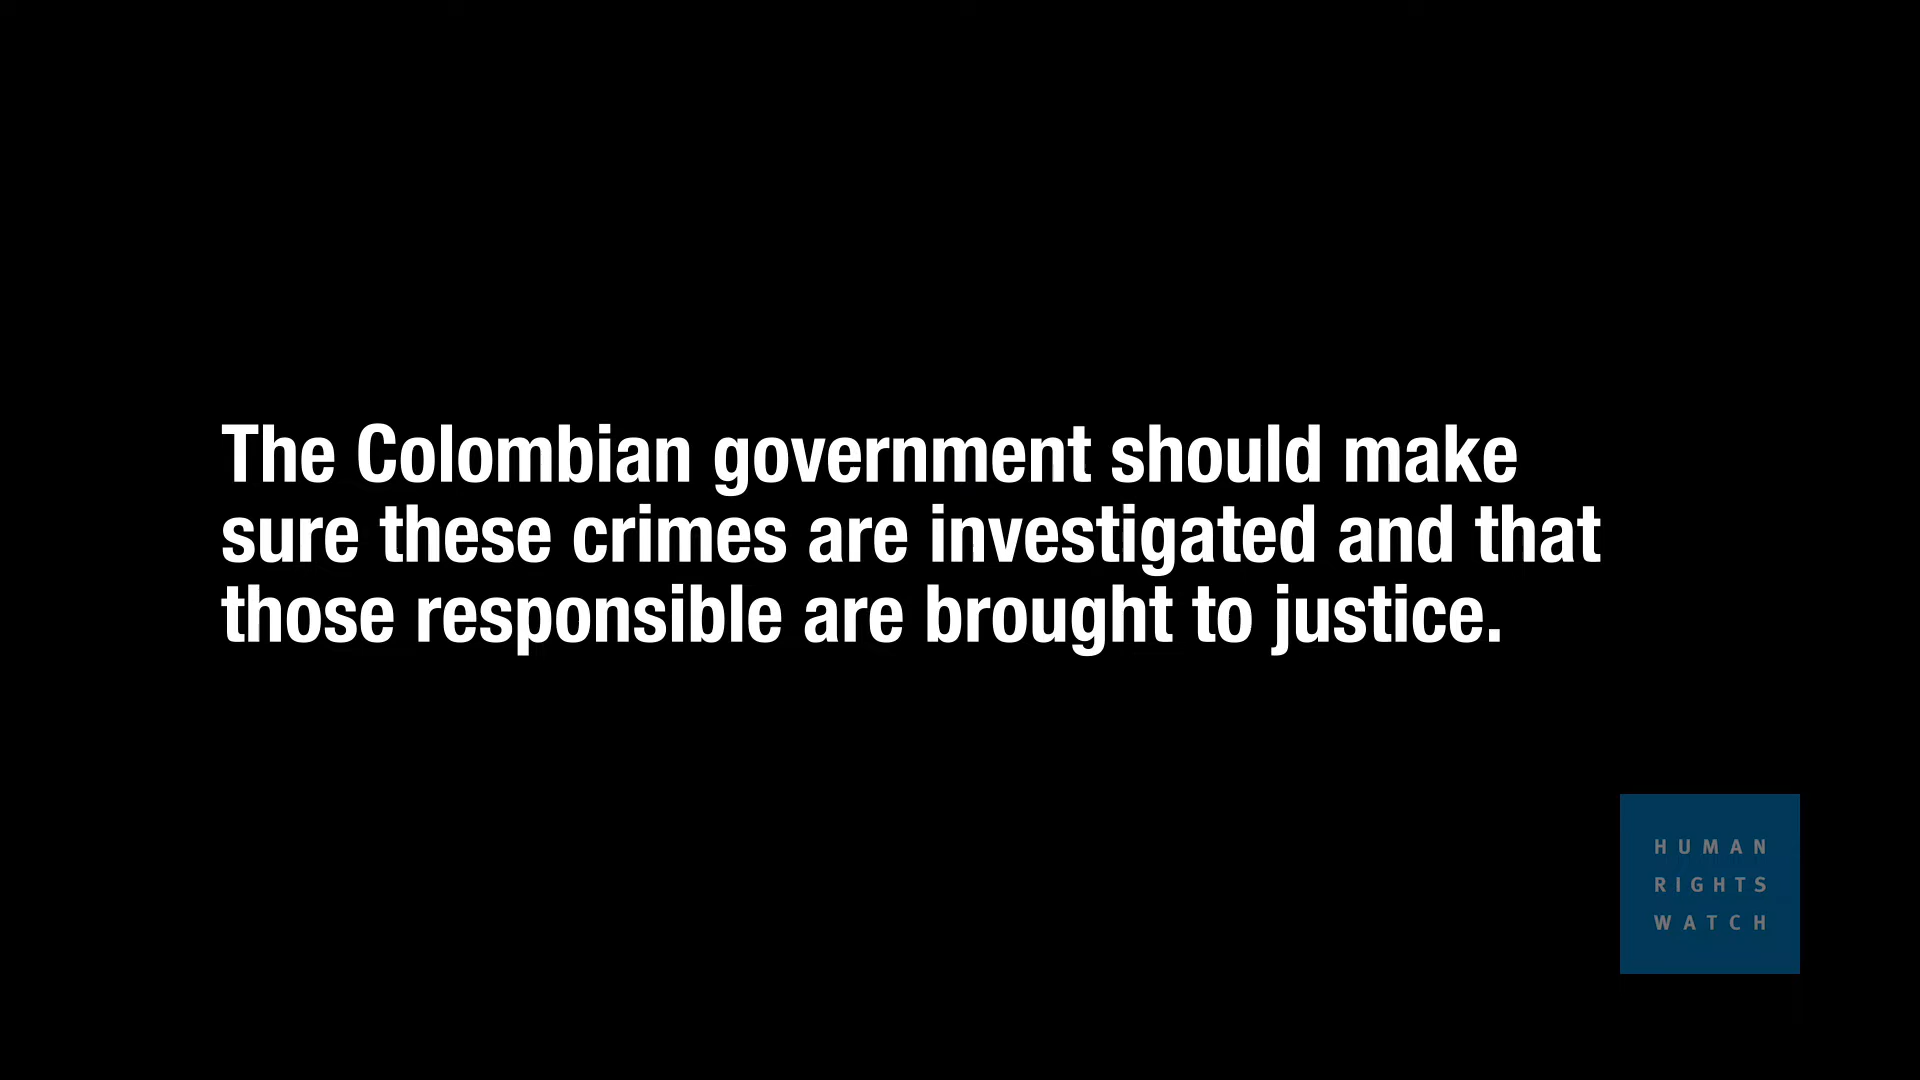 The Colombian government should make
sure these crimes are investigated and that
those responsible are brought to justice.
HUMAN
RIGHTS
WATCH